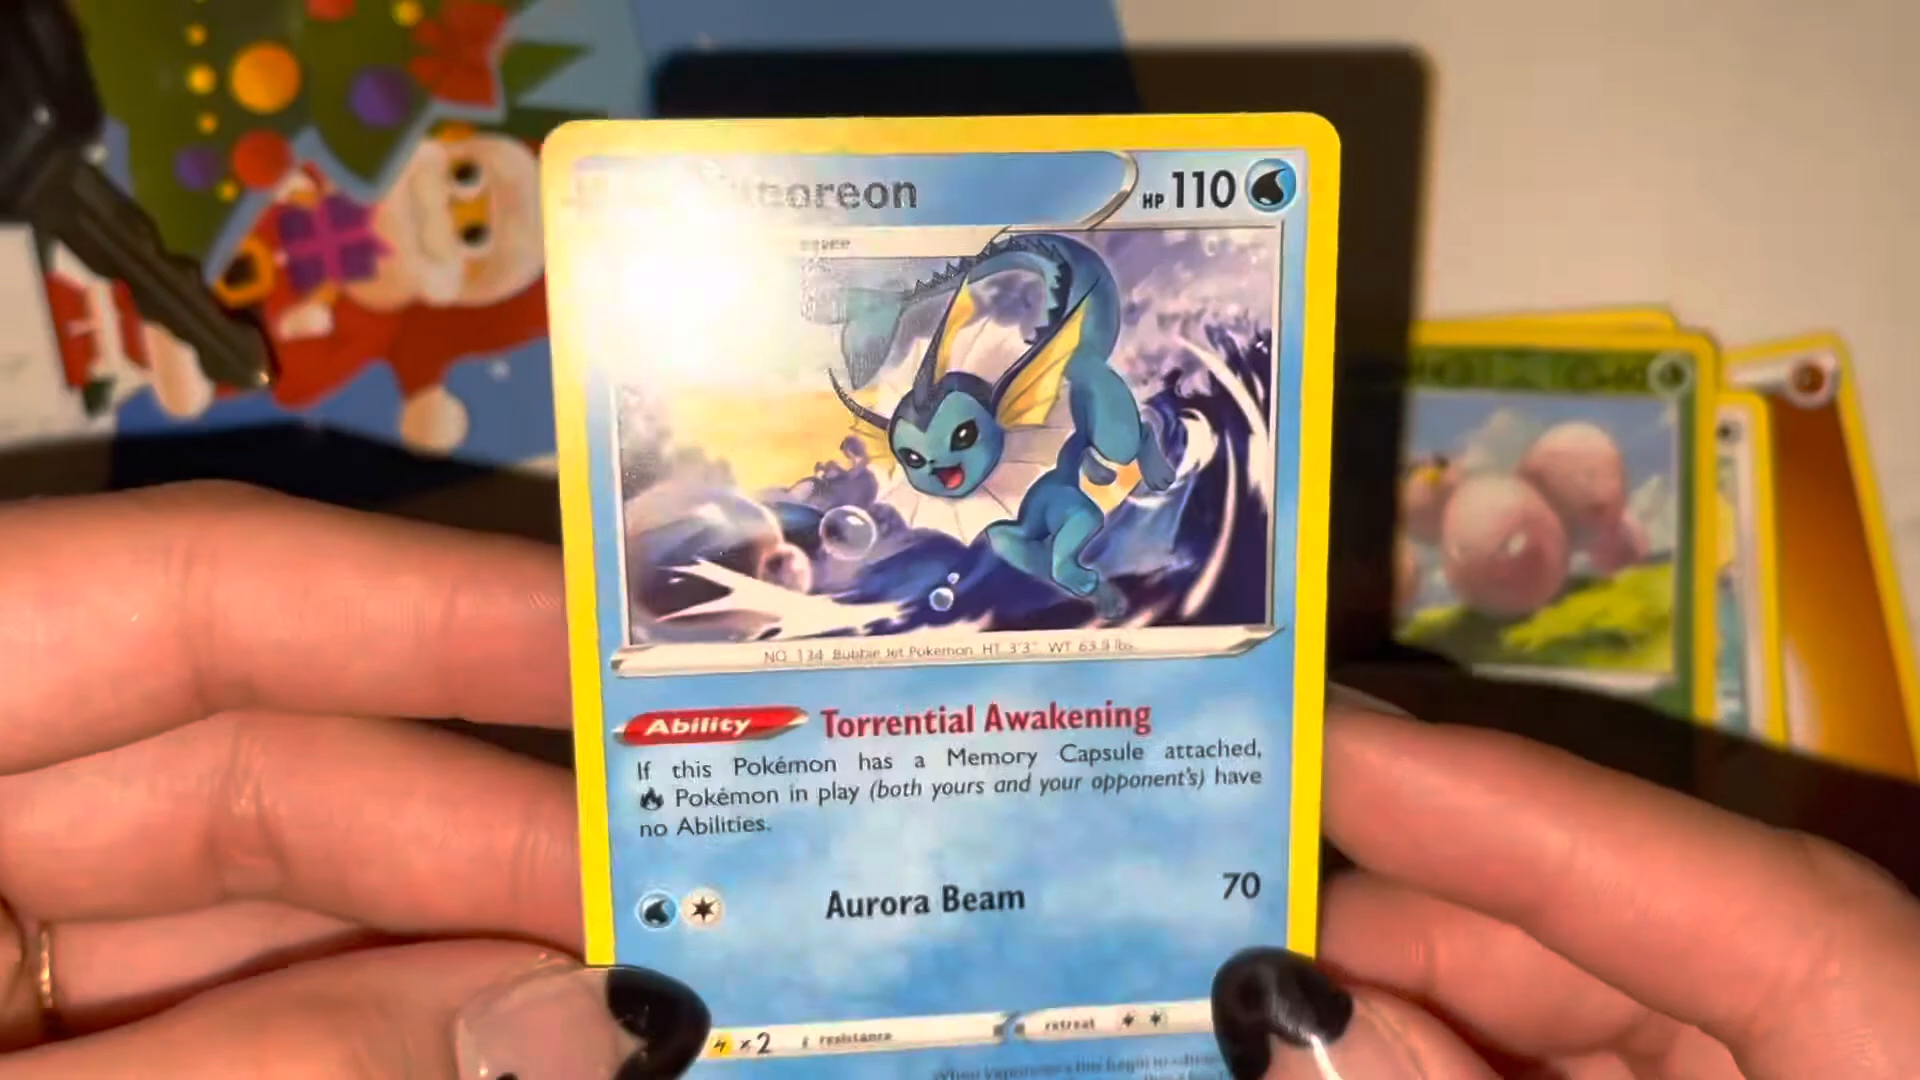 HP 110
NO. 134 Bubble Jet Pokémon HT 3'3" WT 63.9 lbs.
Ability Torrential Awakening
If this Pokémon has a Memory Capsule attached,
Pokémon in play (both yours and your opponent's) have
no Abilities.
Aurora Beam 70
×2 resistance retreat